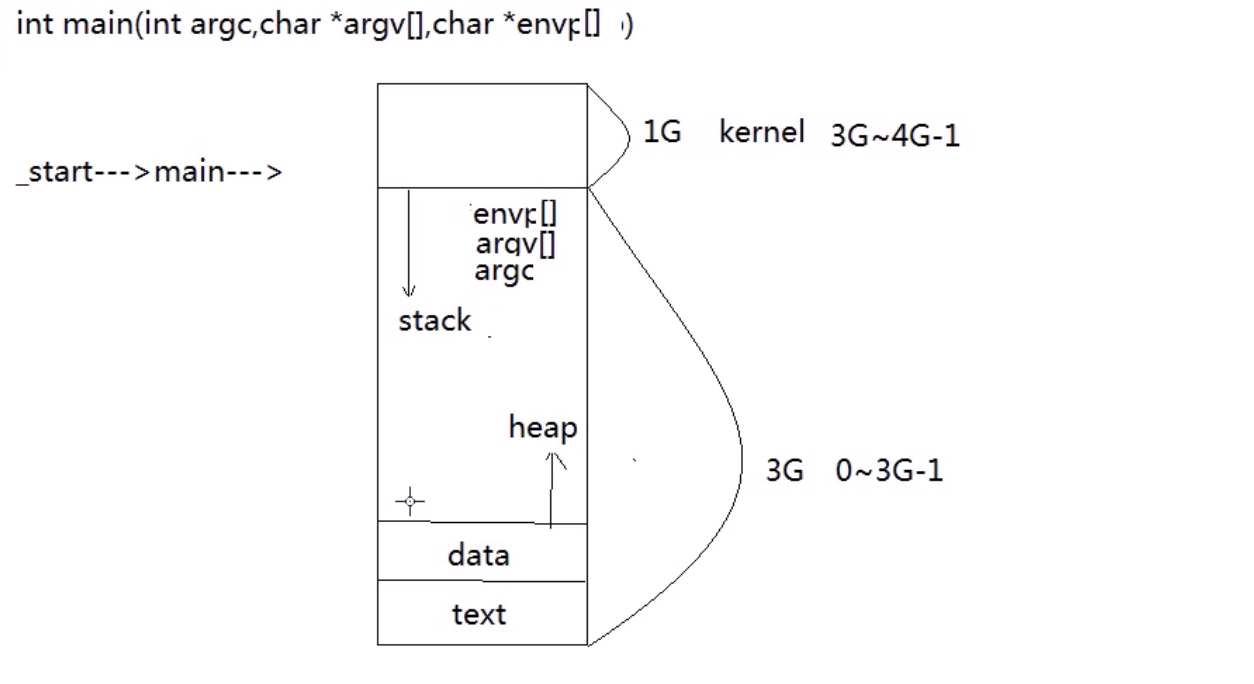 int main(int argc,char *argv[],char *envp[] )
1G kernel 3G~4G-1
_start--->main--->
envp[]
argv[]
argc
stack
heap
3G 0~3G-1
data
text